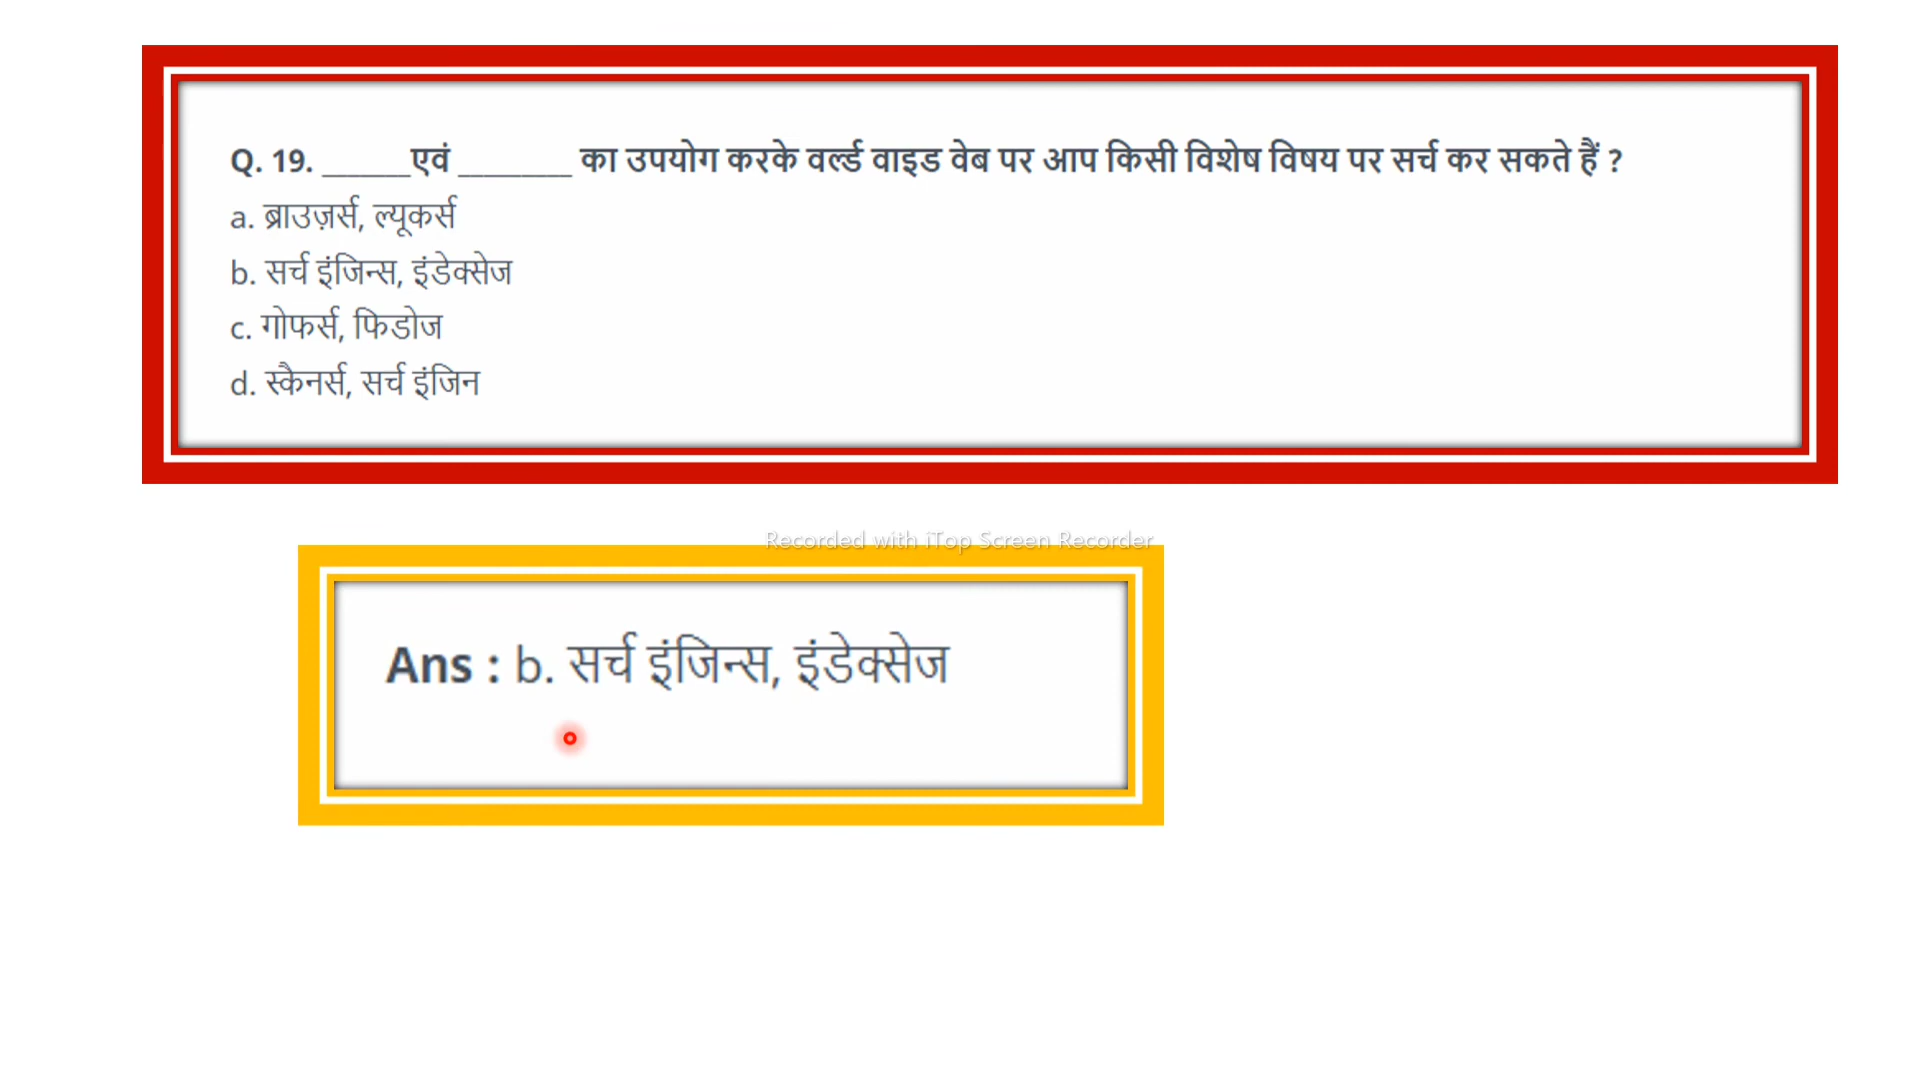 Q. 19. ______एवं ________ का उपयोग करके वर्ल्ड वाइड वेब पर आप किसी विशेष विषय पर सर्च कर सकते हैं ?
a. ब्राउज़र्स, ल्यूकर्स
b. सर्च इंजिन्स, इंडेक्सेज
c. गोफर्स, फिडोज
d. स्कैनर्स, सर्च इंजिन
Recorded with iTop Screen Recorder
Ans : b. सर्च इंजिन्स, इंडेक्सेज